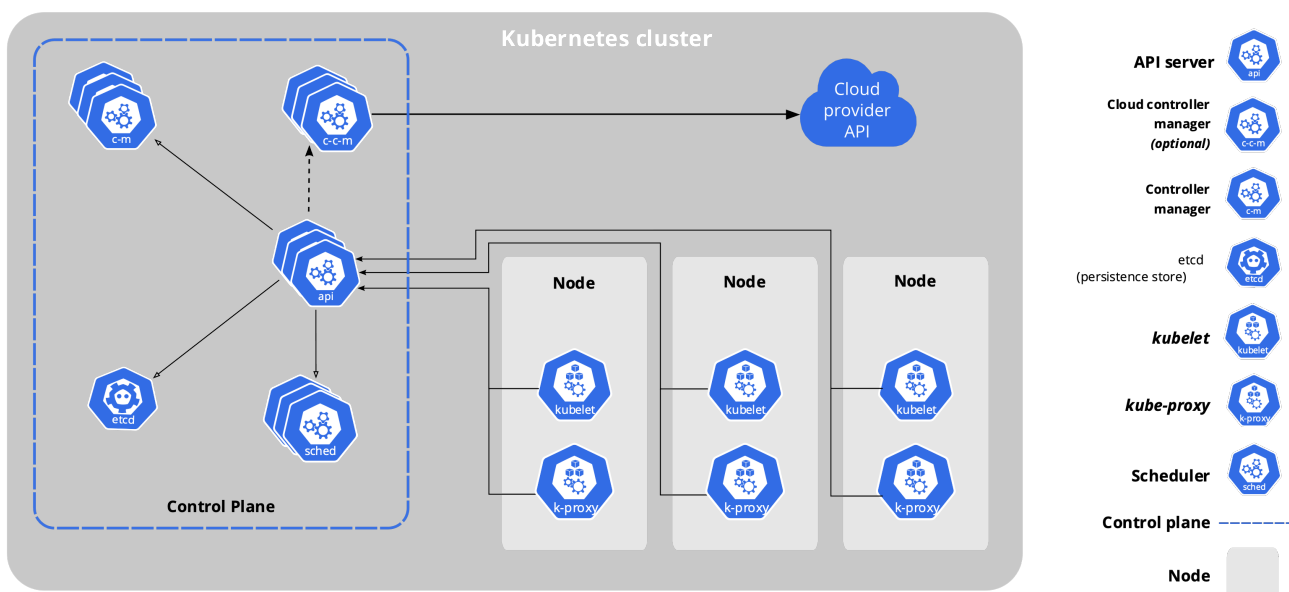 Kubernetes cluster
c-m
c-c-m
Cloud
provider
API
api
etcd
sched
Control Plane
Node
kubelet
k-proxy
Node
kubelet
k-proxy
Node
kubelet
k-proxy
API server
api
Cloud controller
manager
(optional)
c-c-m
Controller
manager
c-m
etcd
(persistence store)
etcd
kubelet
kubelet
kube-proxy
k-proxy
Scheduler
sched
Control plane
Node